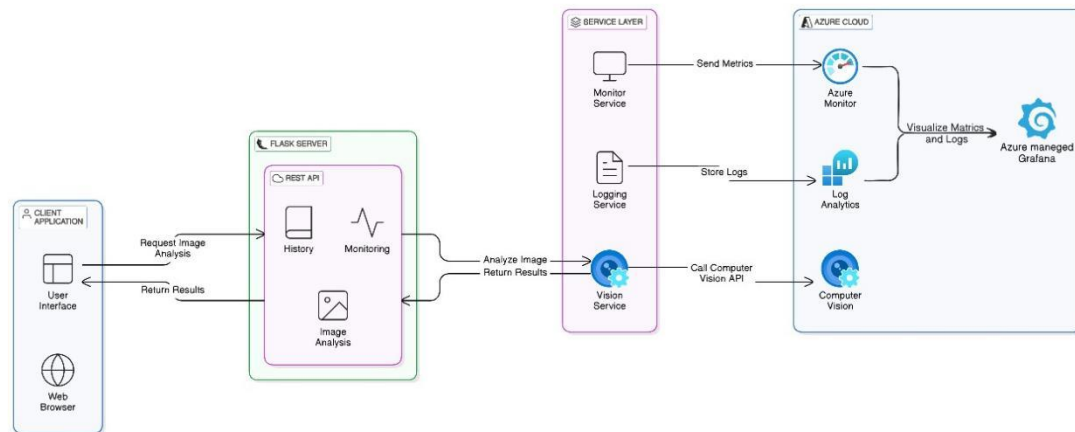 SERVICE LAYER
AZURE CLOUD
Send Metrics
Monitor
Service
Azure
Monitor
Visualize Matrics
and Logs
Azure maneged
Grafana
FLASK SERVER
REST API
Store Logs
Logging
Service
Log
Analytics
CLIENT
APPLICATION
Request Image
Analysis
History
Monitoring
Analyze Image
Return Results
Call Computer
Vision API
User
Interface
Return Results
Vision
Service
Computer
Vision
Image
Analysis
Web
Browser